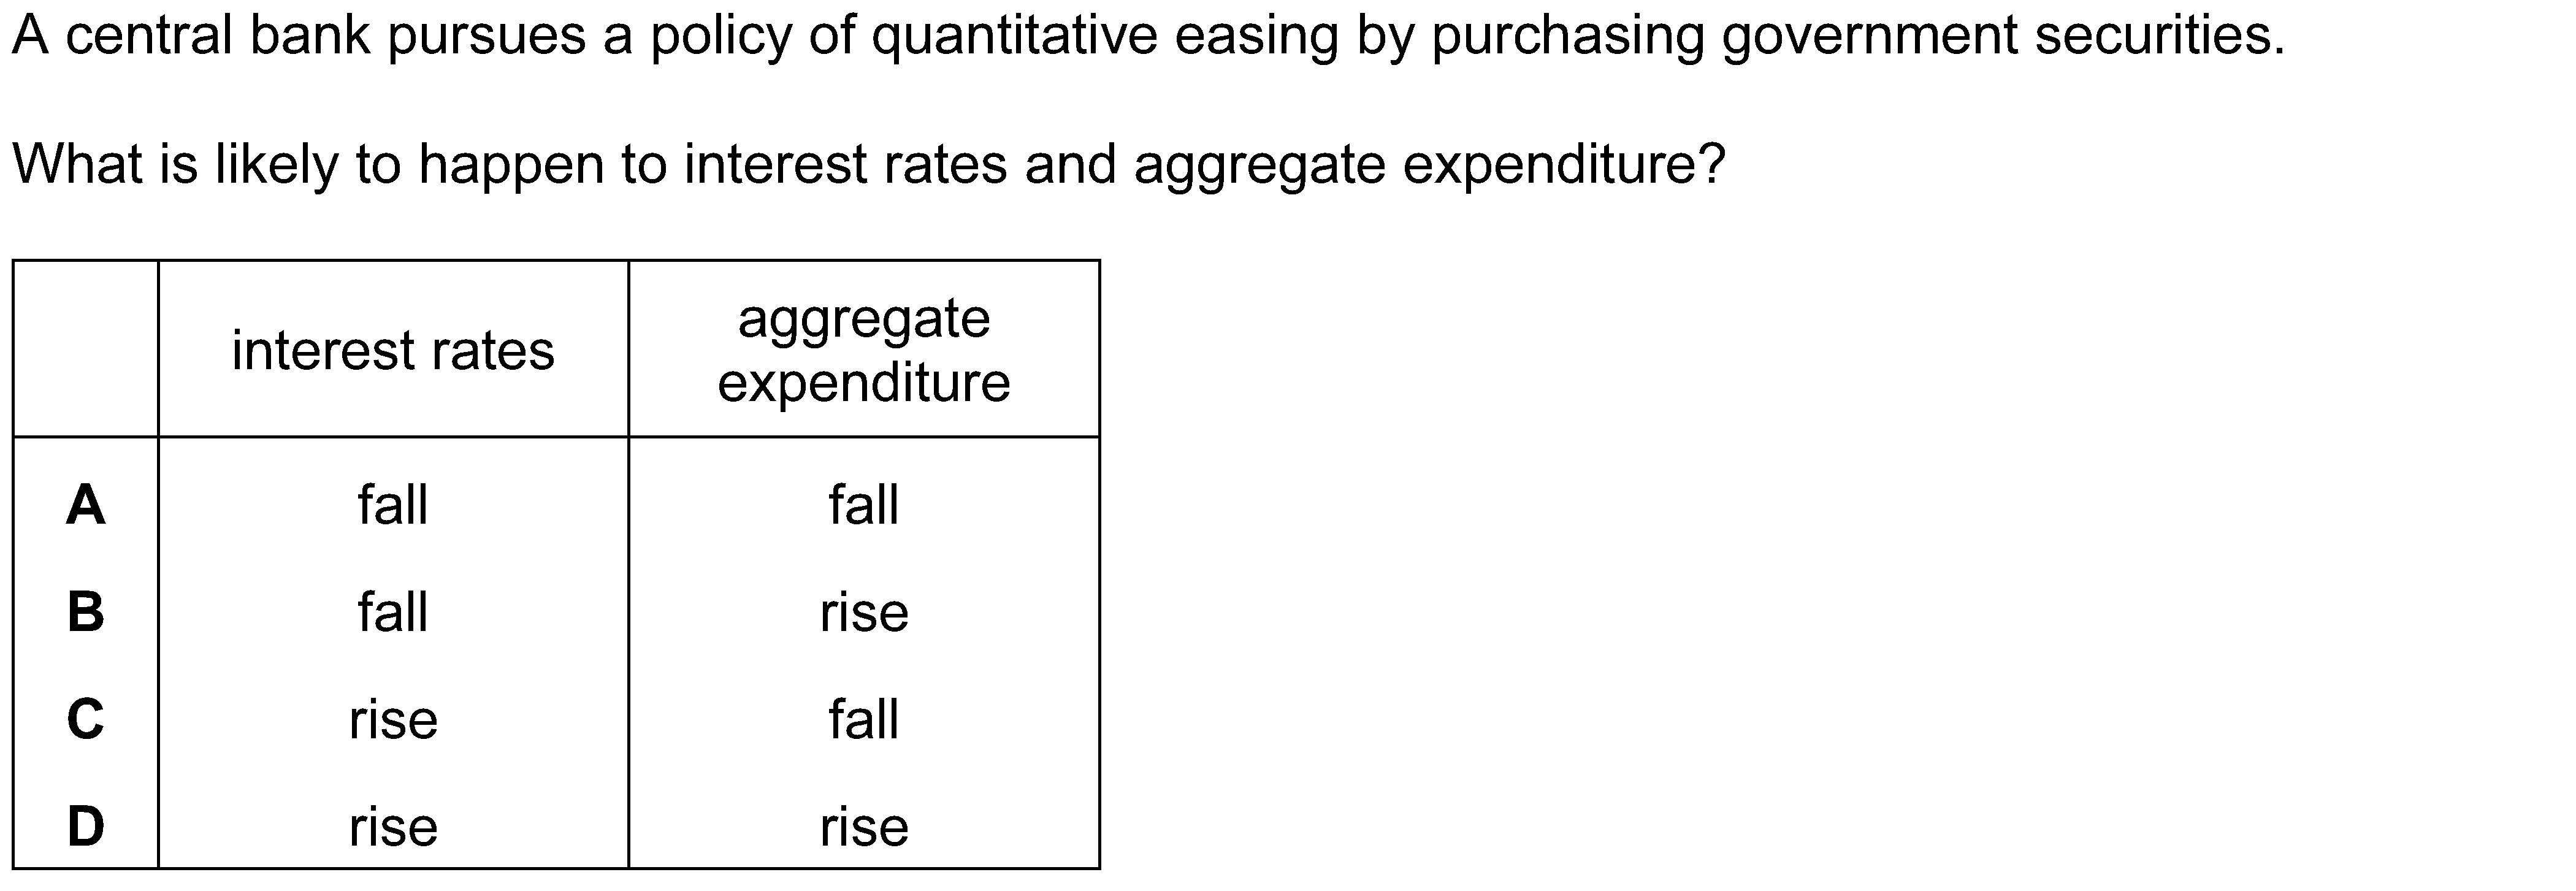 A central bank pursues a policy of quantitative easing by purchasing government securities.
What is likely to happen to interest rates and aggregate expenditure?
interest rates aggregate expenditure
A fall fall
B fall rise
C rise fall
D rise rise